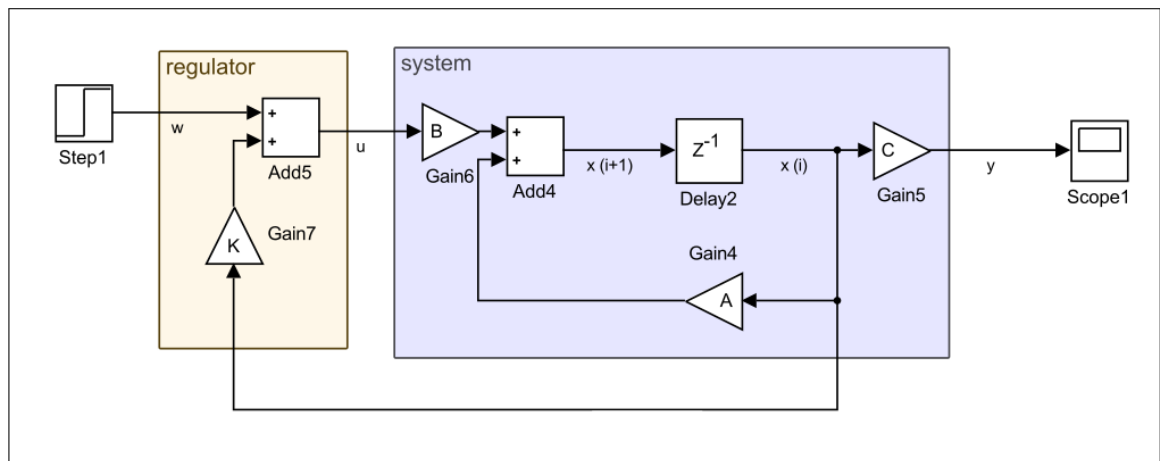 regulator
system
Step1
w
+
+
Add5
u
B
Gain6
+
+
Add4
x (i+1)
Z-1
Delay2
x (i)
C
Gain5
y
Scope1
K
Gain7
Gain4
A